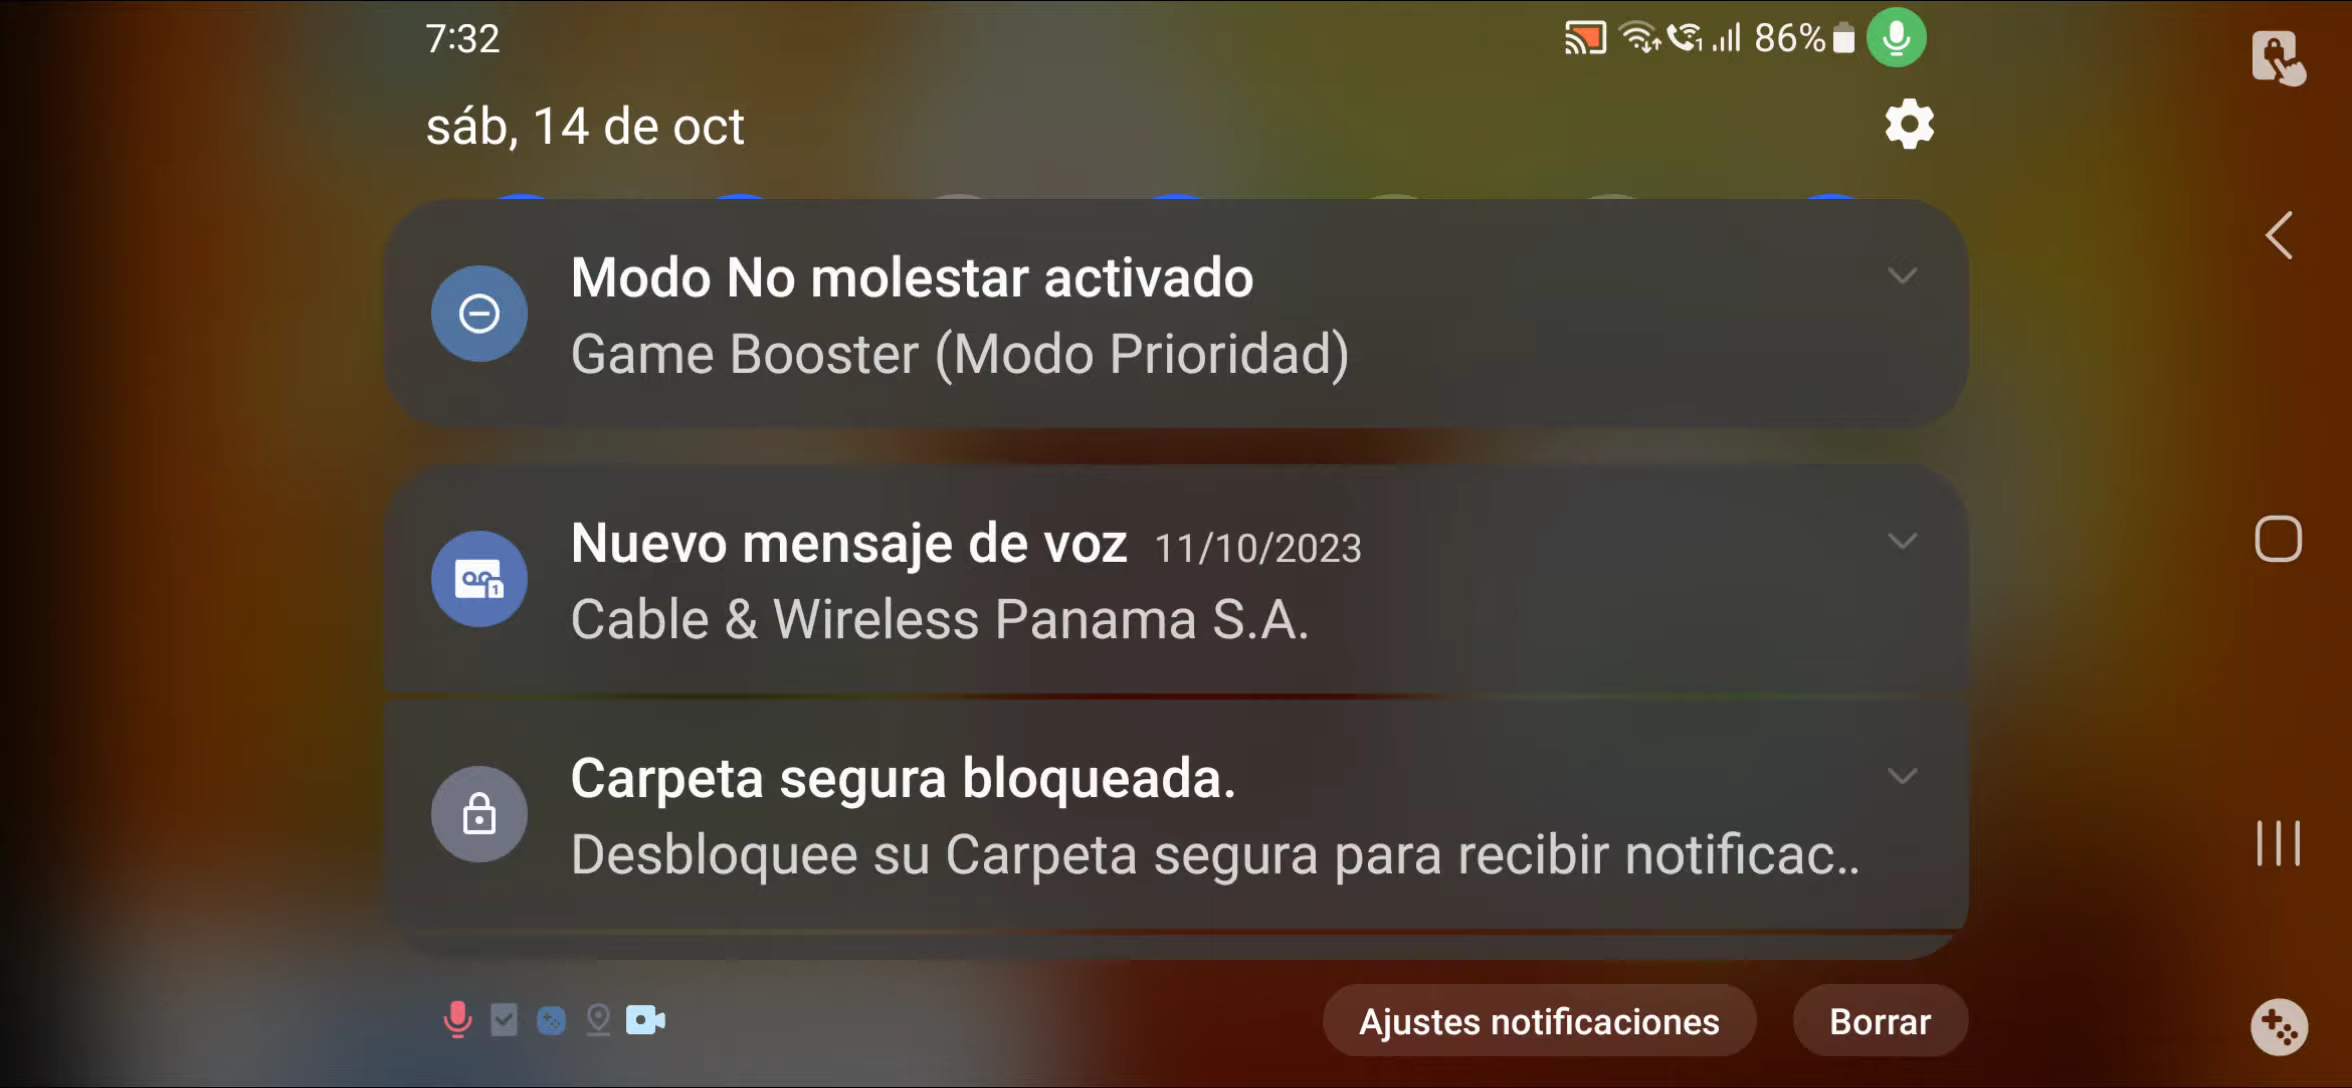 7:32
86%
sáb, 14 de oct
Modo No molestar activado
Game Booster (Modo Prioridad)
Nuevo mensaje de voz 11/10/2023
Cable & Wireless Panama S.A.
Carpeta segura bloqueada.
Desbloquee su Carpeta segura para recibir notificac..
Ajustes notificaciones
Borrar